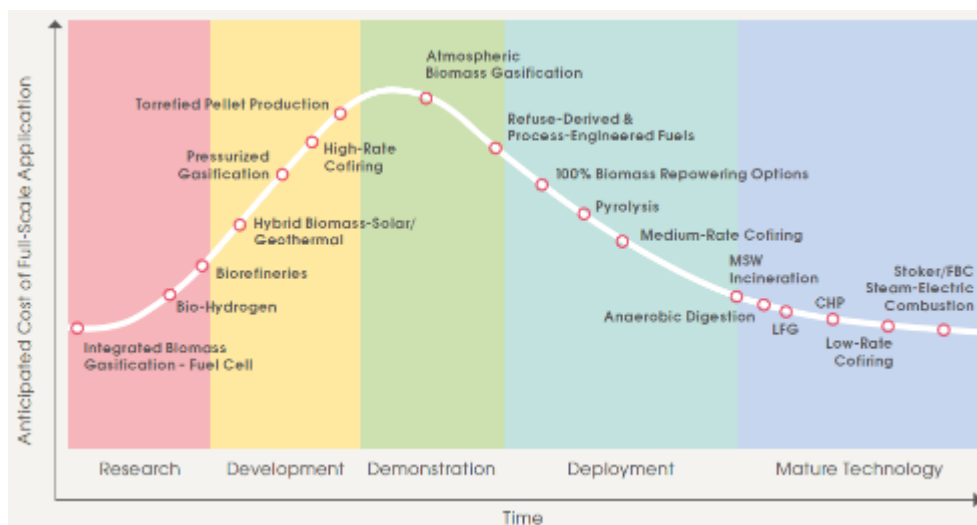 Anticipated Cost of Full-Scale Application
Atmospheric
Biomass Gasification
Torrefied Pellet Production
Refuse-Derived &
Process-Engineered Fuels
High-Rate
Cofiring
Pressurized
Gasification
100% Biomass Repowering Options
Pyrolysis
Hybrid Biomass-Solar/
Geothermal
Medium-Rate Cofiring
Biorefineries
MSW
Incineration
Stoker/FBC
Steam-Electric
Combustion
Bio-Hydrogen
Anaerobic Digestion
LFG
CHP
Low-Rate
Cofiring
Integrated Biomass
Gasification - Fuel Cell
Research
Development
Demonstration
Deployment
Mature Technology
Time